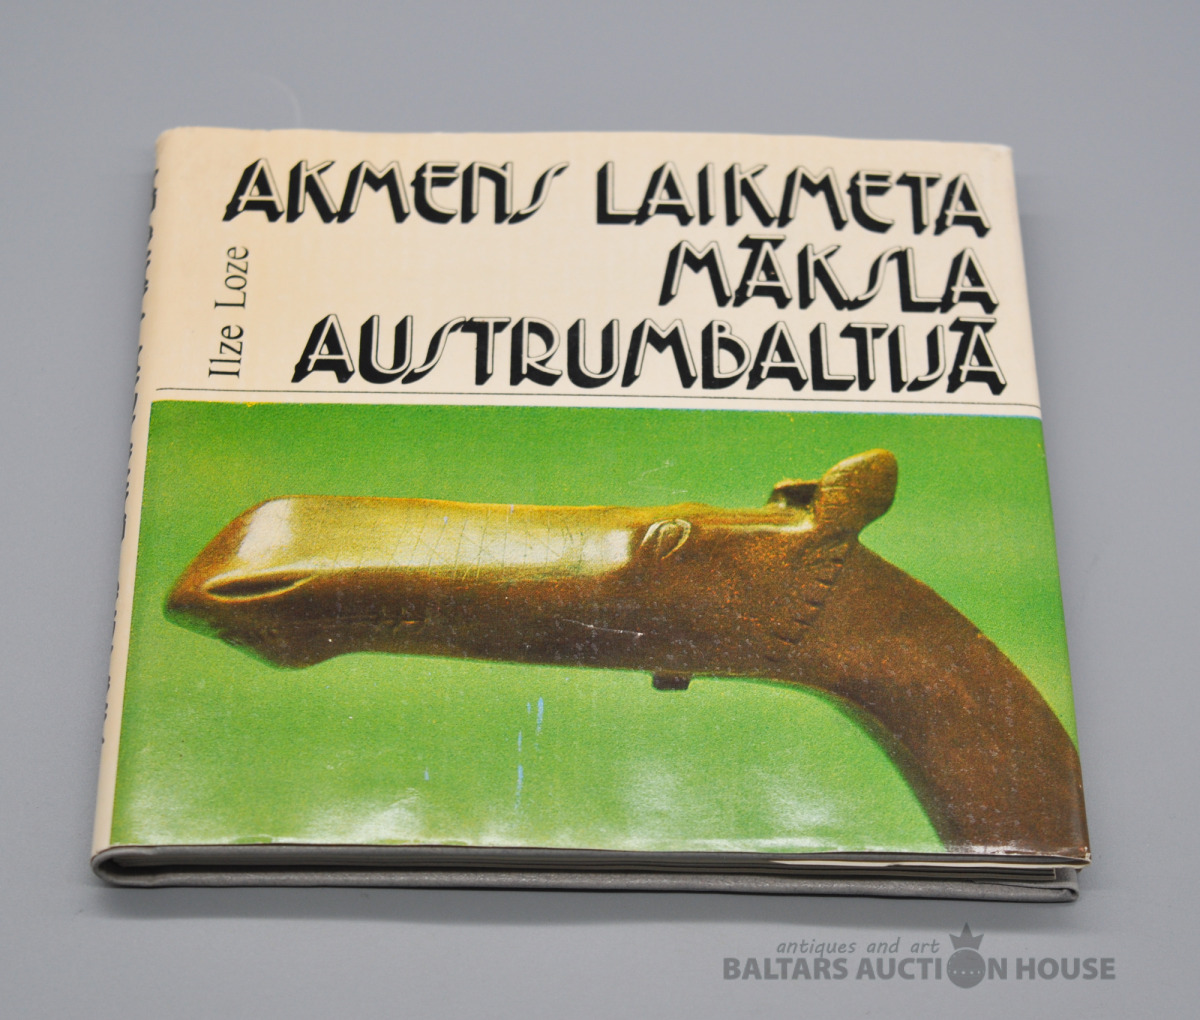 AKMENS LAIKMETA
MĀKSLA
AUSTRUMBALTIJĀ
Ilze Loze
antiques and art
BALTARS AUCTION HOUSE